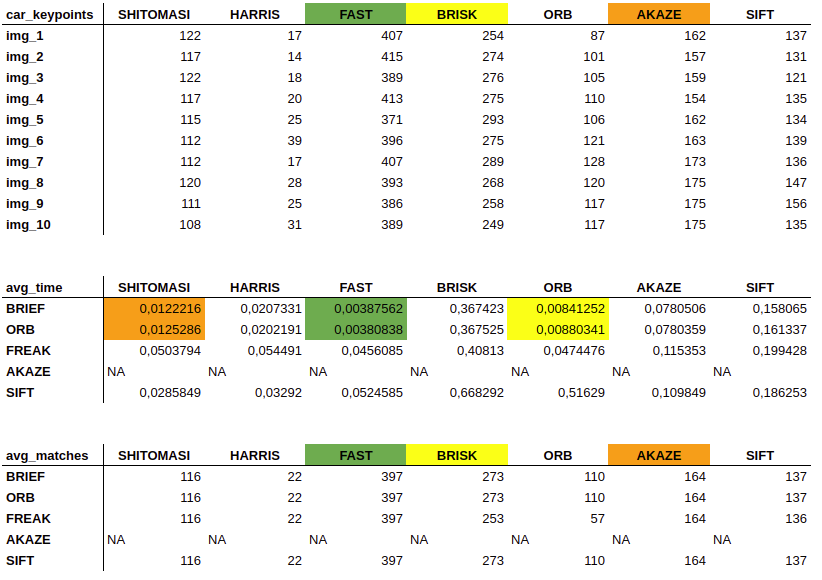 car_keypoints SHITOMASI HARRIS FAST BRISK ORB AKAZE SIFT
img_1 122 17 407 254 87 162 137
img_2 117 14 415 274 101 157 131
img_3 122 18 389 276 105 159 121
img_4 117 20 413 275 110 154 135
img_5 115 25 371 293 106 162 134
img_6 112 39 396 275 121 163 139
img_7 112 17 407 289 128 173 136
img_8 120 28 393 268 120 175 147
img_9 111 25 386 258 117 175 156
img_10 108 31 389 249 117 175 135
avg_time SHITOMASI HARRIS FAST BRISK ORB AKAZE SIFT
BRIEF 0,0122216 0,0207331 0,00387562 0,367423 0,00841252 0,0780506 0,158065
ORB 0,0125286 0,0202191 0,00380838 0,367525 0,00880341 0,0780359 0,161337
FREAK 0,0503794 0,054491 0,0456085 0,40813 0,0474476 0,115353 0,199428
AKAZE NA NA NA NA NA NA NA
SIFT 0,0285849 0,03292 0,0524585 0,668292 0,51629 0,109849 0,186253
avg_matches SHITOMASI HARRIS FAST BRISK ORB AKAZE SIFT
BRIEF 116 22 397 273 110 164 137
ORB 116 22 397 273 110 164 137
FREAK 116 22 397 253 57 164 136
AKAZE NA NA NA NA NA NA NA
SIFT 116 22 397 273 110 164 137